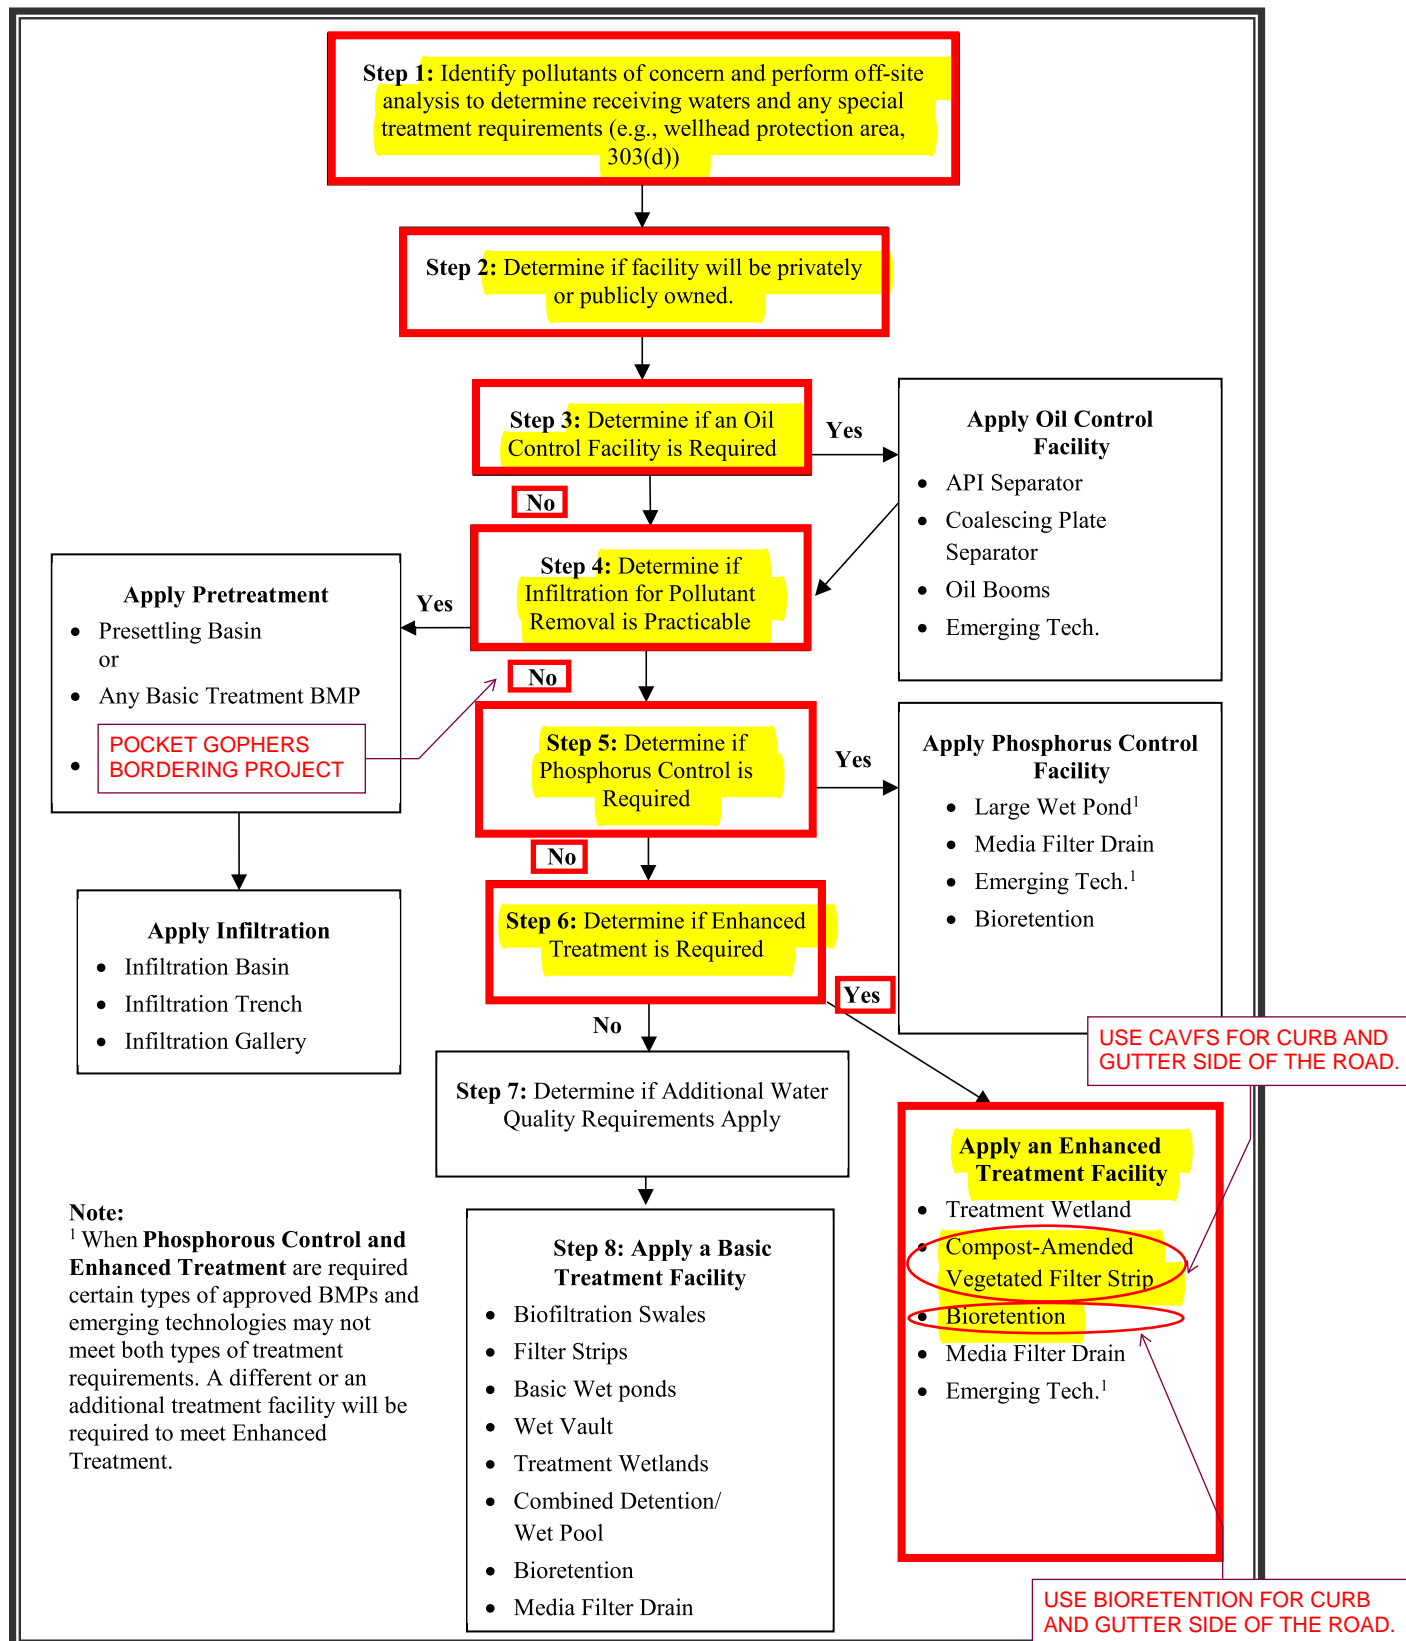 Step 1: Identify pollutants of concern and perform off-site
analysis to determine receiving waters and any special
treatment requirements (e.g., wellhead protection area,
303(d))
Step 2: Determine if facility will be privately
or publicly owned.
Step 3: Determine if an Oil
Control Facility is Required
Yes
No
Apply Oil Control
Facility
• API Separator
• Coalescing Plate
Separator
• Oil Booms
• Emerging Tech.
Step 4: Determine if
Infiltration for Pollutant
Removal is Practicable
Yes
No
Apply Pretreatment
• Presettling Basin
or
• Any Basic Treatment BMP
•
POCKET GOPHERS
BORDERING PROJECT
Apply Infiltration
• Infiltration Basin
• Infiltration Trench
• Infiltration Gallery
Step 5: Determine if
Phosphorus Control is
Required
Yes
No
Apply Phosphorus Control
Facility
• Large Wet Pond¹
• Media Filter Drain
• Emerging Tech.¹
• Bioretention
Step 6: Determine if Enhanced
Treatment is Required
Yes
No
USE CAVFS FOR CURB AND
GUTTER SIDE OF THE ROAD.
Step 7: Determine if Additional Water
Quality Requirements Apply
Apply an Enhanced
Treatment Facility
• Treatment Wetland
• Compost-Amended
Vegetated Filter Strip
• Bioretention
• Media Filter Drain
• Emerging Tech.¹
Note:
¹ When Phosphorous Control and
Enhanced Treatment are required
certain types of approved BMPs and
emerging technologies may not
meet both types of treatment
requirements. A different or an
additional treatment facility will be
required to meet Enhanced
Treatment.
Step 8: Apply a Basic
Treatment Facility
• Biofiltration Swales
• Filter Strips
• Basic Wet ponds
• Wet Vault
• Treatment Wetlands
• Combined Detention/
Wet Pool
• Bioretention
• Media Filter Drain
USE BIORETENTION FOR CURB
AND GUTTER SIDE OF THE ROAD.